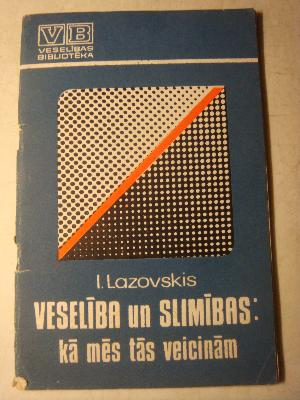 VB
VESELĪBAS
BIBLIOTĒKA
I. Lazovskis
VESELĪBA un SLIMĪBAS:
kā mēs tās veicinām